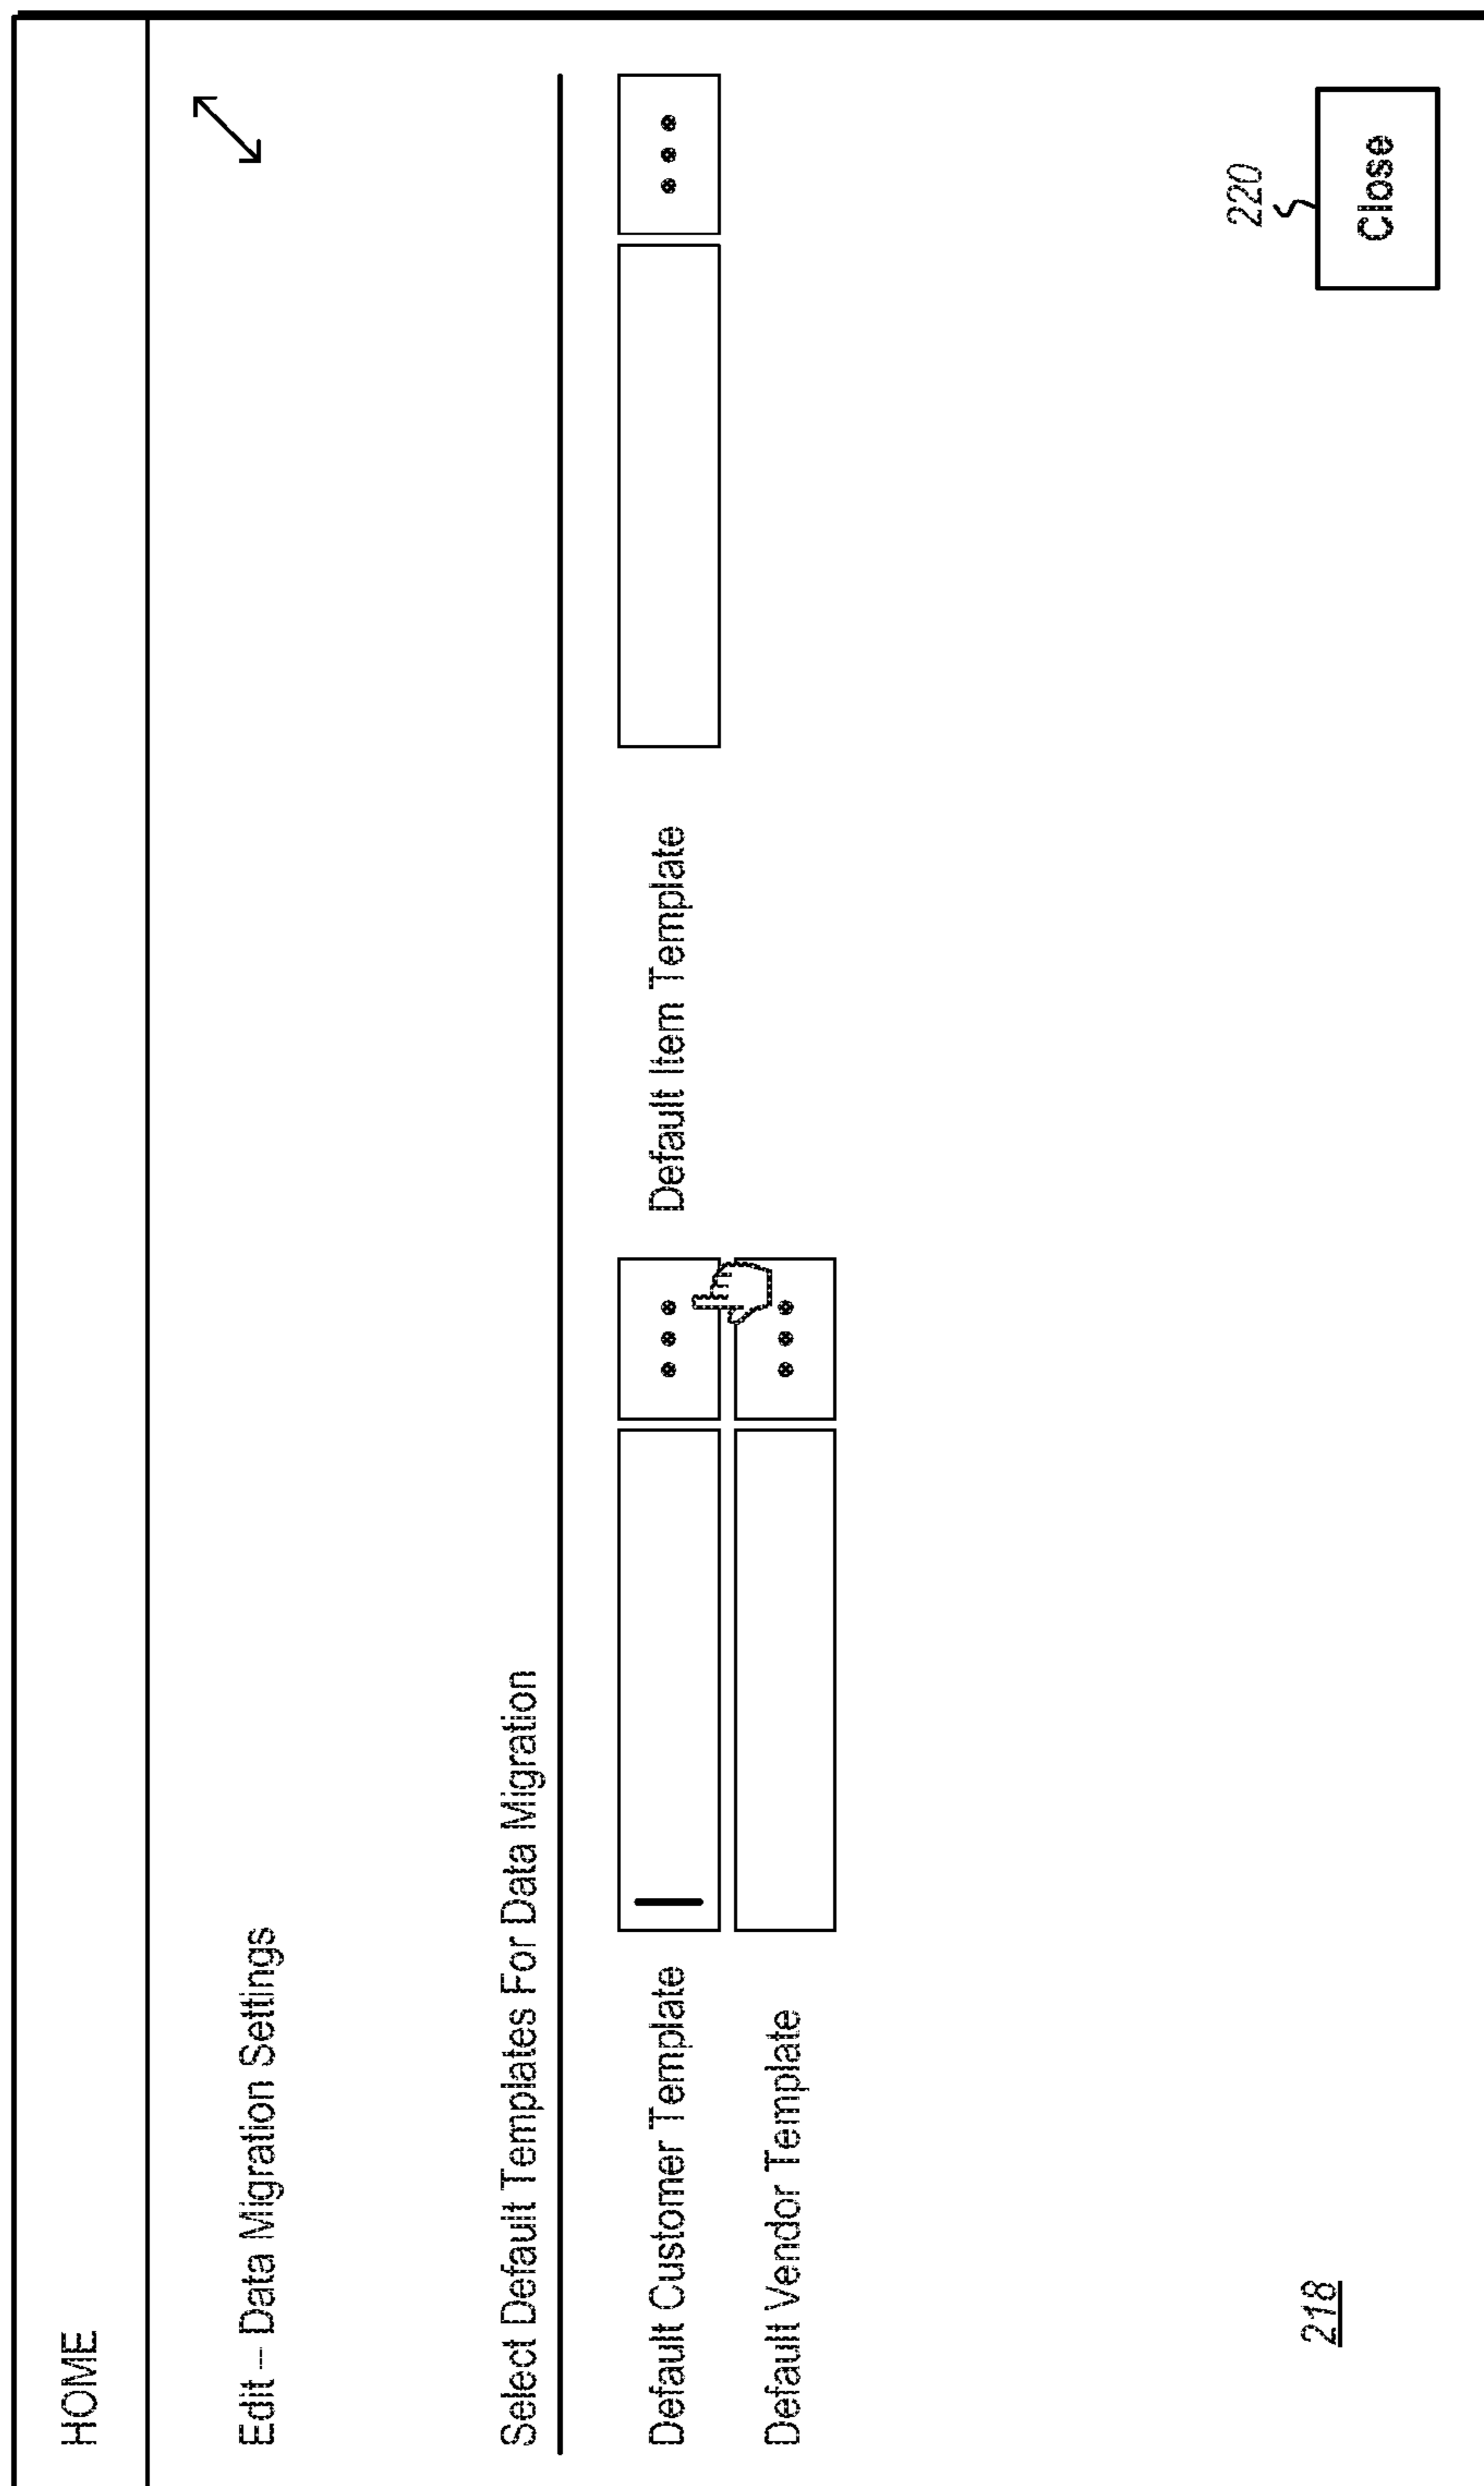 HOME
Edit – Data Migration Settings
Select Default Templates For Data Migration
Default Customer Template
Default Item Template
Default Vendor Template
220
Close
218